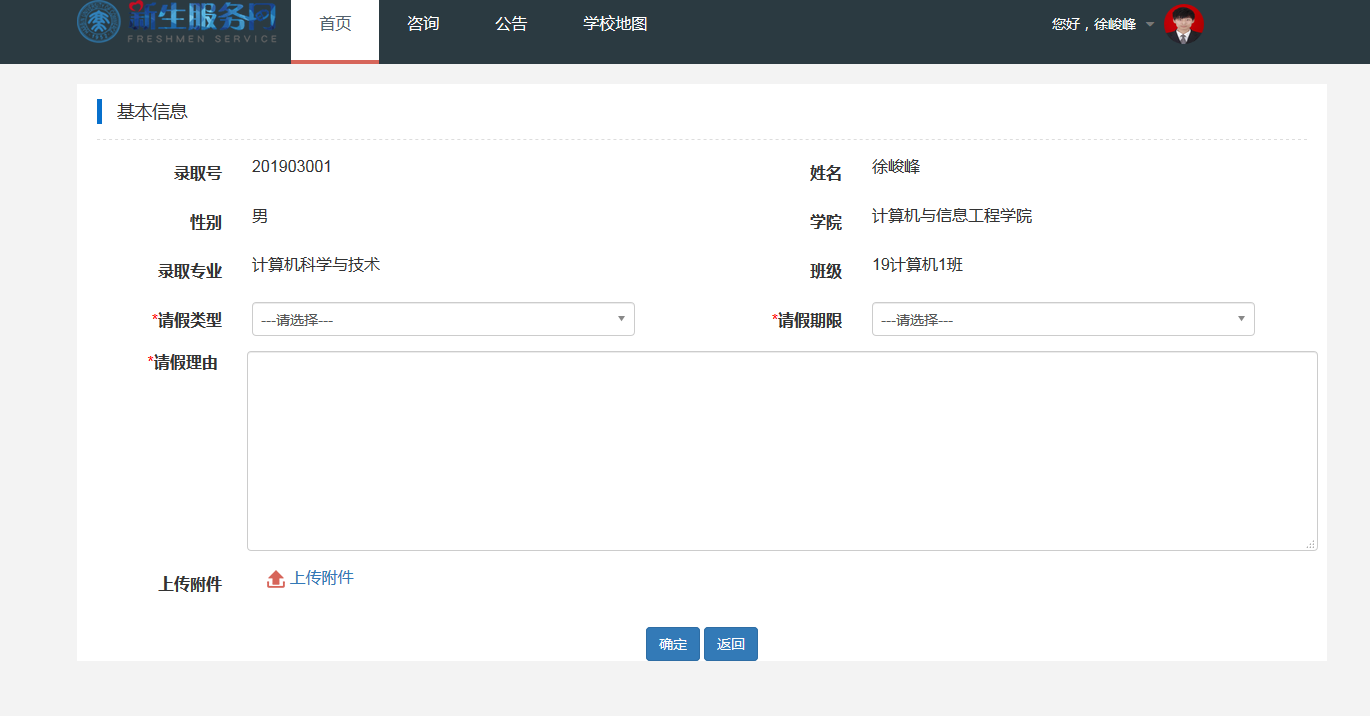 新生服务网
FRESHMEN SERVICE
首页 咨询 公告 学校地图 您好，徐峻峰
基本信息
录取号 201903001 姓名 徐峻峰
性别 男 学院 计算机与信息工程学院
录取专业 计算机科学与技术 班级 19计算机1班
*请假类型 ---请选择--- *请假期限 ---请选择---
*请假理由
上传附件 上传附件
确定 返回